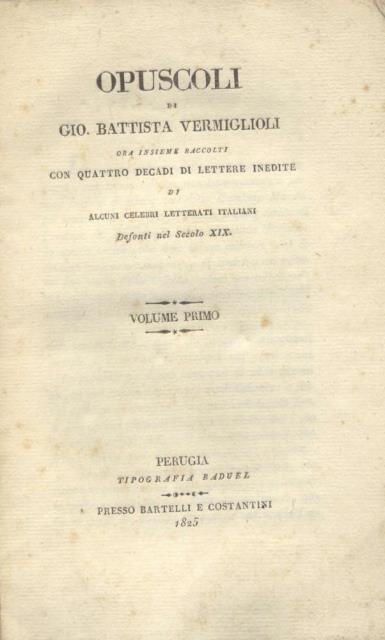 OPUSCOLI
DI
GIO. BATTISTA VERMIGLIOLI
ORA INSIEME RACCOLTI
CON QUATTRO DECADI DI LETTERE INEDITE
DI
ALCUNI CELEBRI LETTERATI ITALIANI
Defonti nel Secolo XIX.
VOLUME PRIMO
PERUGIA
TIPOGRAFIA BADUEL
PRESSO BARTELLI E COSTANTINI
1825